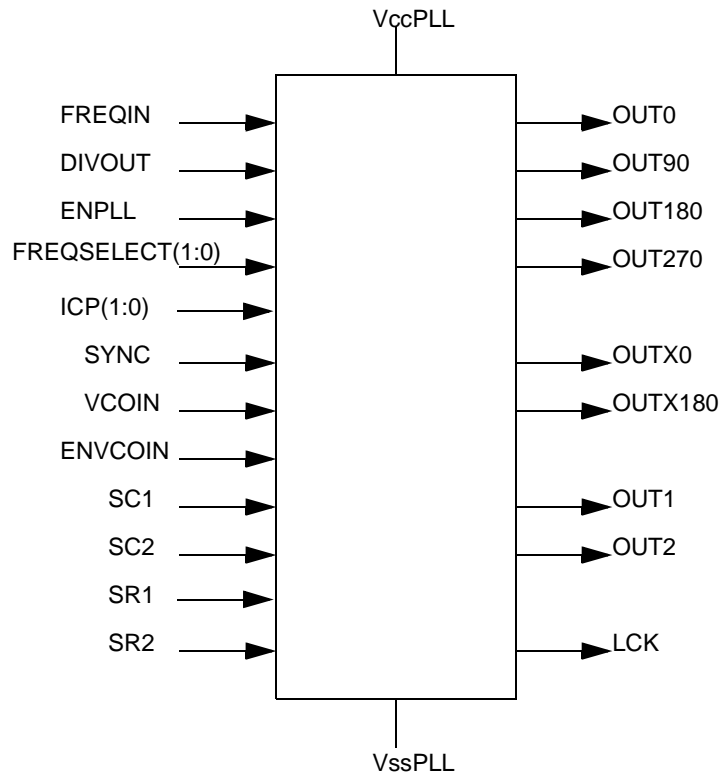 VccPLL
FREQIN
DIVOUT
ENPLL
FREQSELECT(1:0)
ICP(1:0)
SYNC
VCOIN
ENVCOIN
SC1
SC2
SR1
SR2
OUT0
OUT90
OUT180
OUT270
OUTX0
OUTX180
OUT1
OUT2
LCK
VssPLL